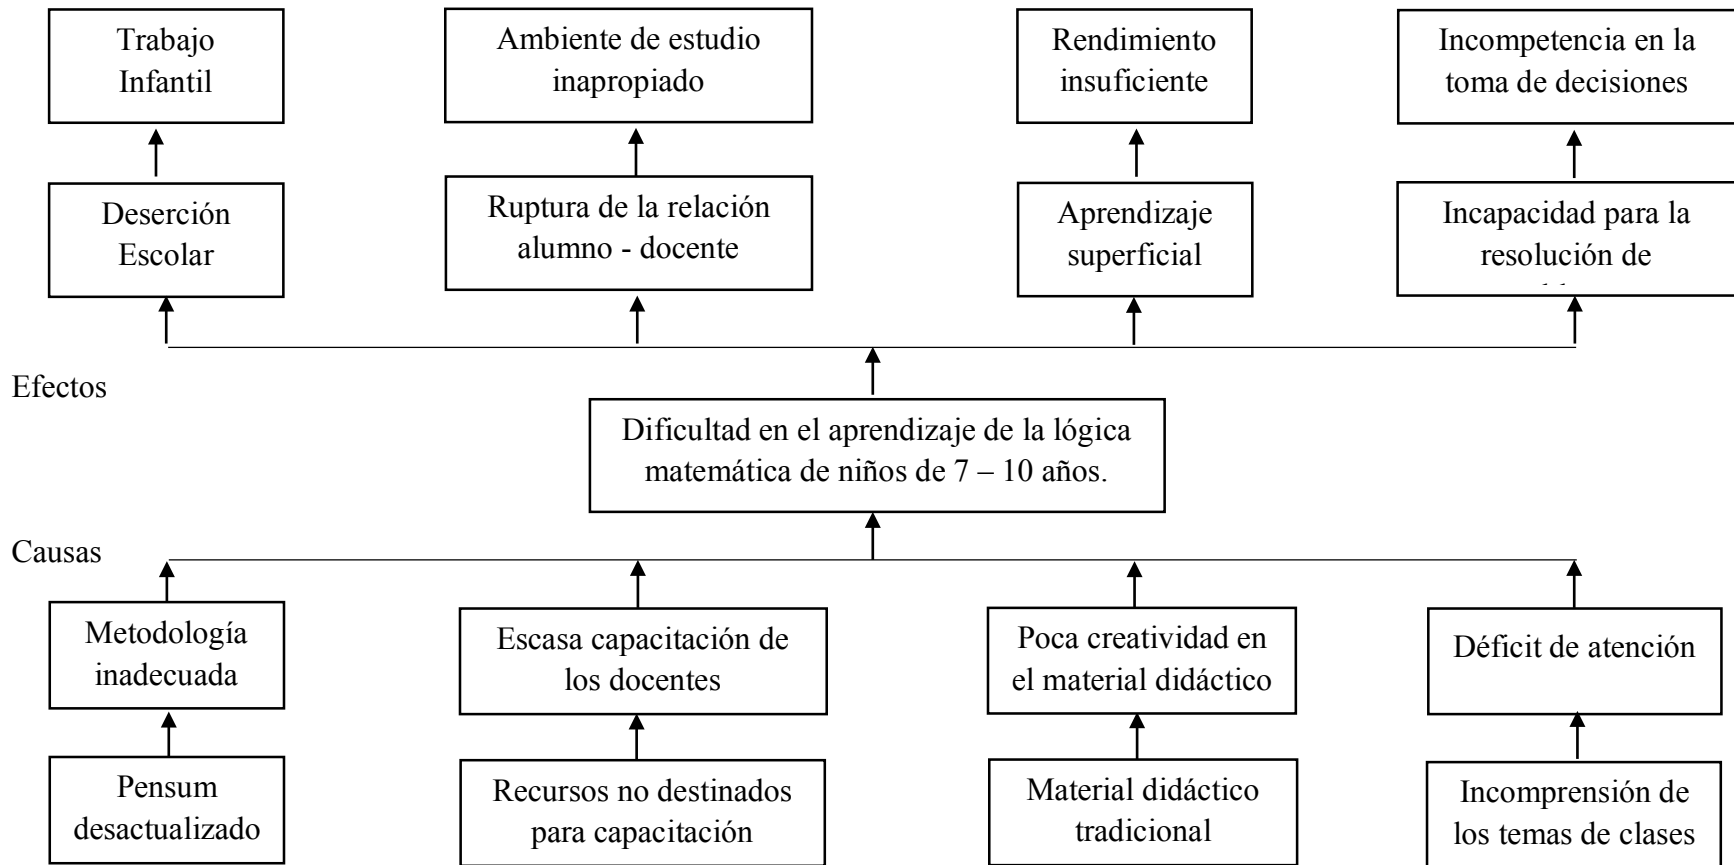 Trabajo
Infantil
Ambiente de estudio
inapropiado
Rendimiento
insuficiente
Incompetencia en la
toma de decisiones
Deserción
Escolar
Ruptura de la relación
alumno - docente
Aprendizaje
superficial
Incapacidad para la
resolución de
Efectos
Dificultad en el aprendizaje de la lógica
matemática de niños de 7 – 10 años.
Causas
Metodología
inadecuada
Escasa capacitación de
los docentes
Poca creatividad en
el material didáctico
Déficit de atención
Pensum
desactualizado
Recursos no destinados
para capacitación
Material didáctico
tradicional
Incomprensión de
los temas de clases